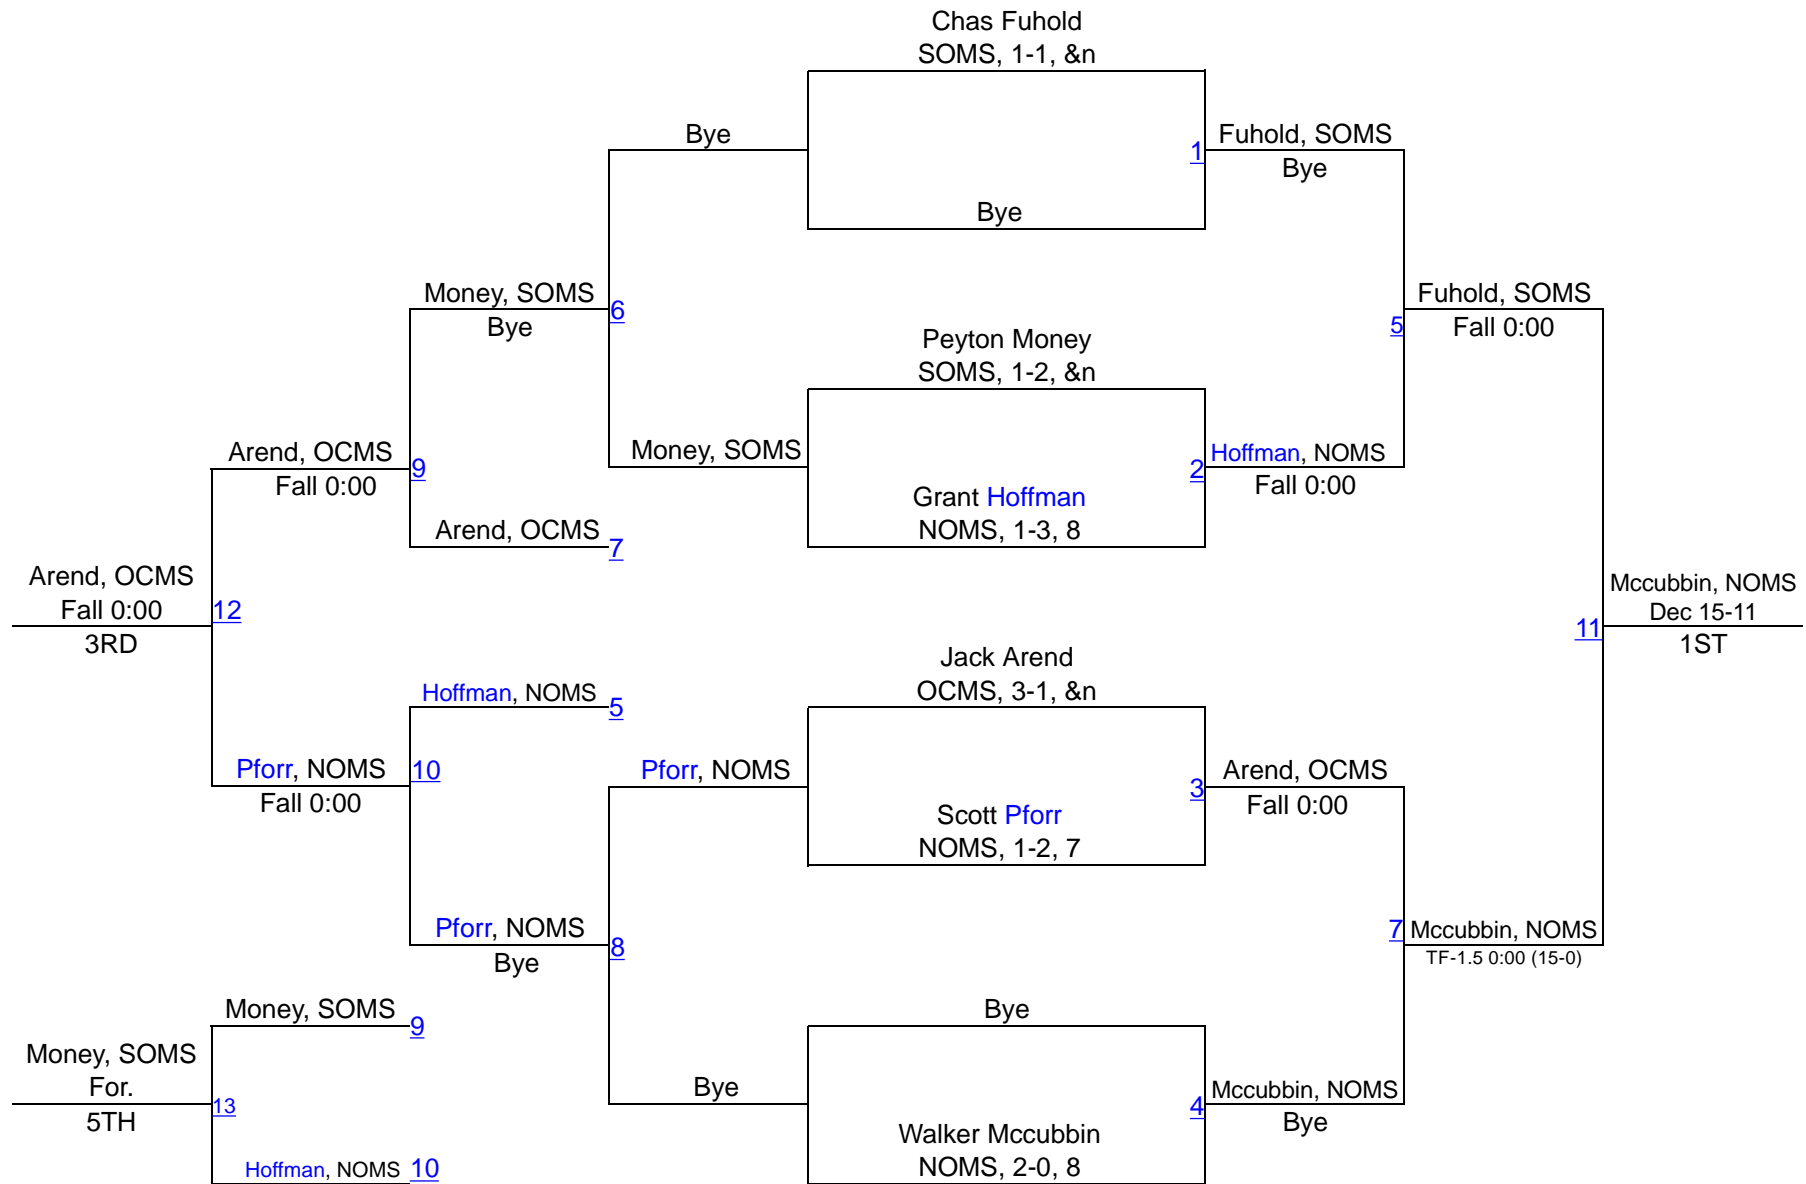 Chas Fuhold
SOMS, 1-1, &n
Bye
1
Fuhold, SOMS
Bye
Bye
Money, SOMS
Bye
6
Fuhold, SOMS
Fall 0:00
5
Peyton Money
SOMS, 1-2, &n
Arend, OCMS
Fall 0:00
9
Money, SOMS
2
Hoffman, NOMS
Fall 0:00
Grant Hoffman
NOMS, 1-3, 8
Arend, OCMS
7
Arend, OCMS
Fall 0:00
3RD
12
Mccubbin, NOMS
Dec 15-11
1ST
11
Jack Arend
OCMS, 3-1, &n
Hoffman, NOMS
5
Pforr, NOMS
Fall 0:00
10
Pforr, NOMS
3
Arend, OCMS
Fall 0:00
Scott Pforr
NOMS, 1-2, 7
Pforr, NOMS
Bye
8
7
Mccubbin, NOMS
TF-1.5 0:00 (15-0)
Money, SOMS
9
Bye
Money, SOMS
For.
5TH
13
Bye
4
Mccubbin, NOMS
Bye
Walker Mccubbin
NOMS, 2-0, 8
Hoffman, NOMS
10